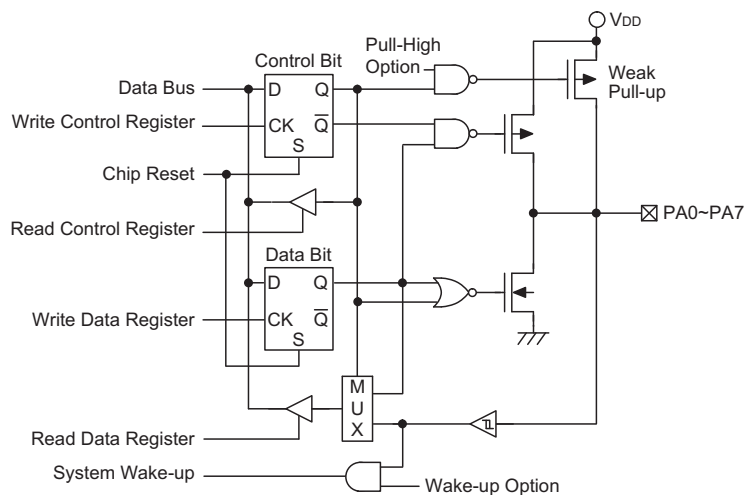 VDD
Pull-High
Option
Control Bit
Weak
Pull-up
Data Bus
D
Q
Write Control Register
CK
Q
S
Chip Reset
Read Control Register
PA0~PA7
Data Bit
D
Q
Write Data Register
CK
Q
S
M
U
X
Read Data Register
System Wake-up
Wake-up Option